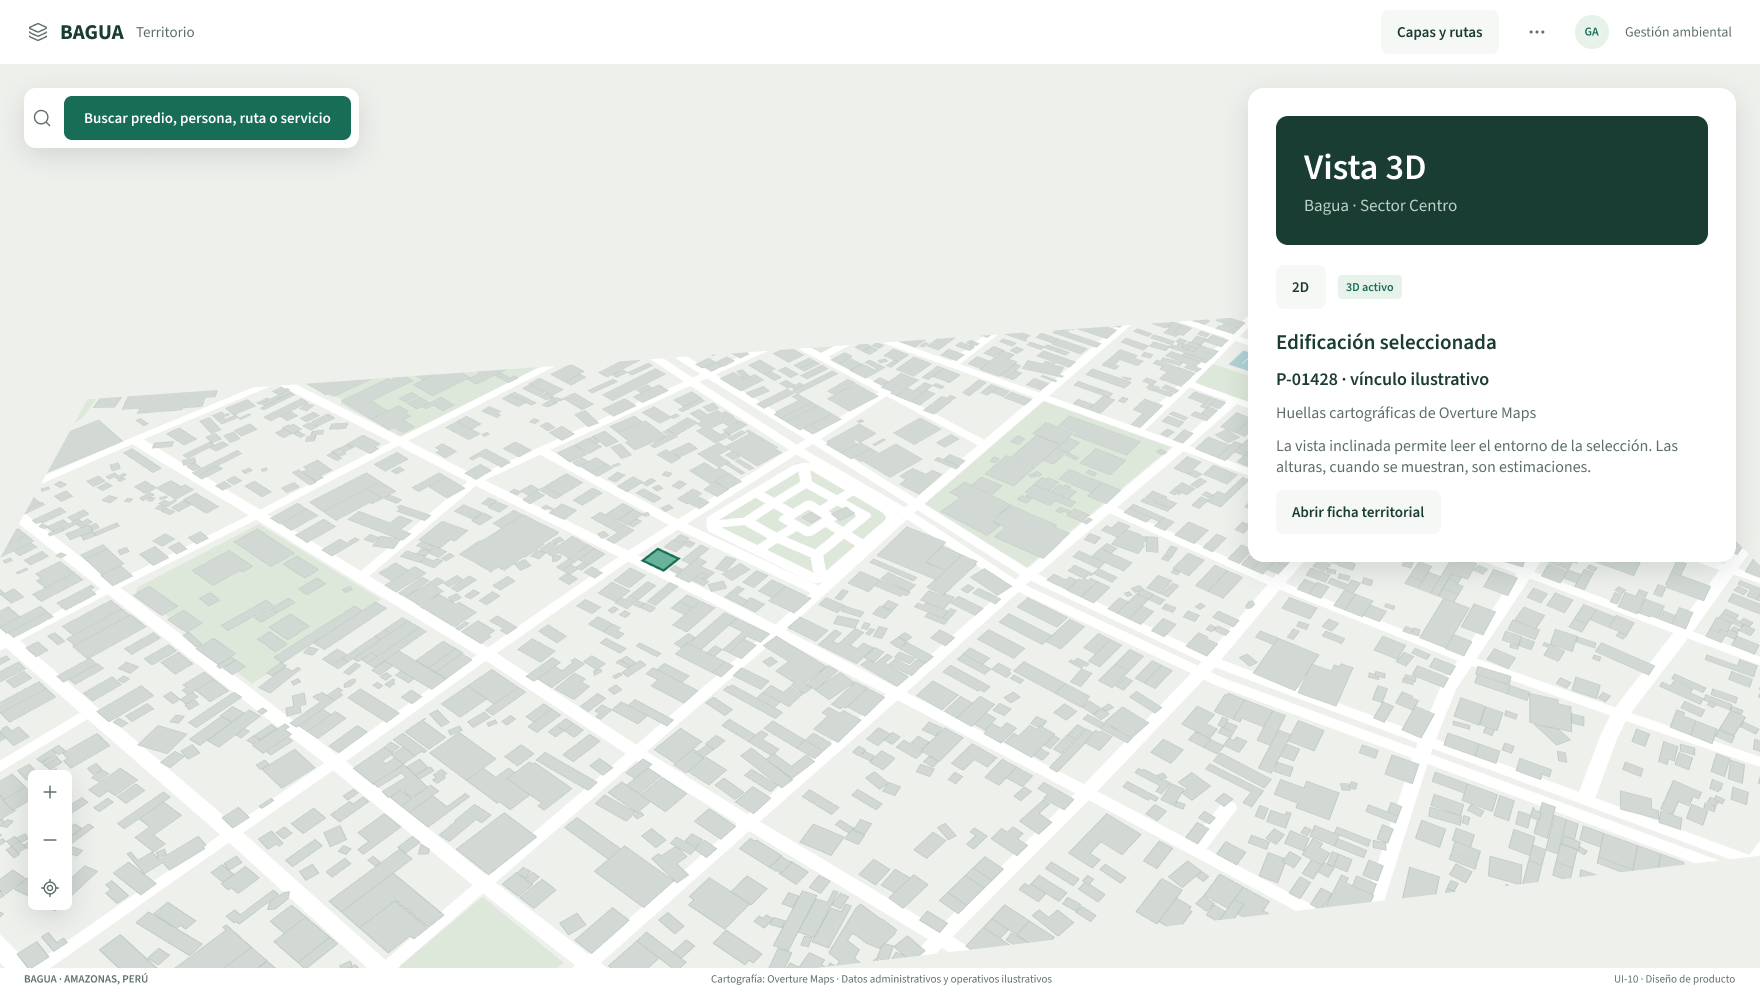 BAGUA Territorio
Capas y rutas
GA Gestión ambiental
Buscar predio, persona, ruta o servicio
Vista 3D
Bagua · Sector Centro
2D 3D activo
Edificación seleccionada
P-01428 · vínculo ilustrativo
Huellas cartográficas de Overture Maps
La vista inclinada permite leer el entorno de la selección. Las
alturas, cuando se muestran, son estimaciones.
Abrir ficha territorial
BAGUA · AMAZONAS, PERÚ
Cartografía: Overture Maps · Datos administrativos y operativos ilustrativos
UI-10 · Diseño de producto